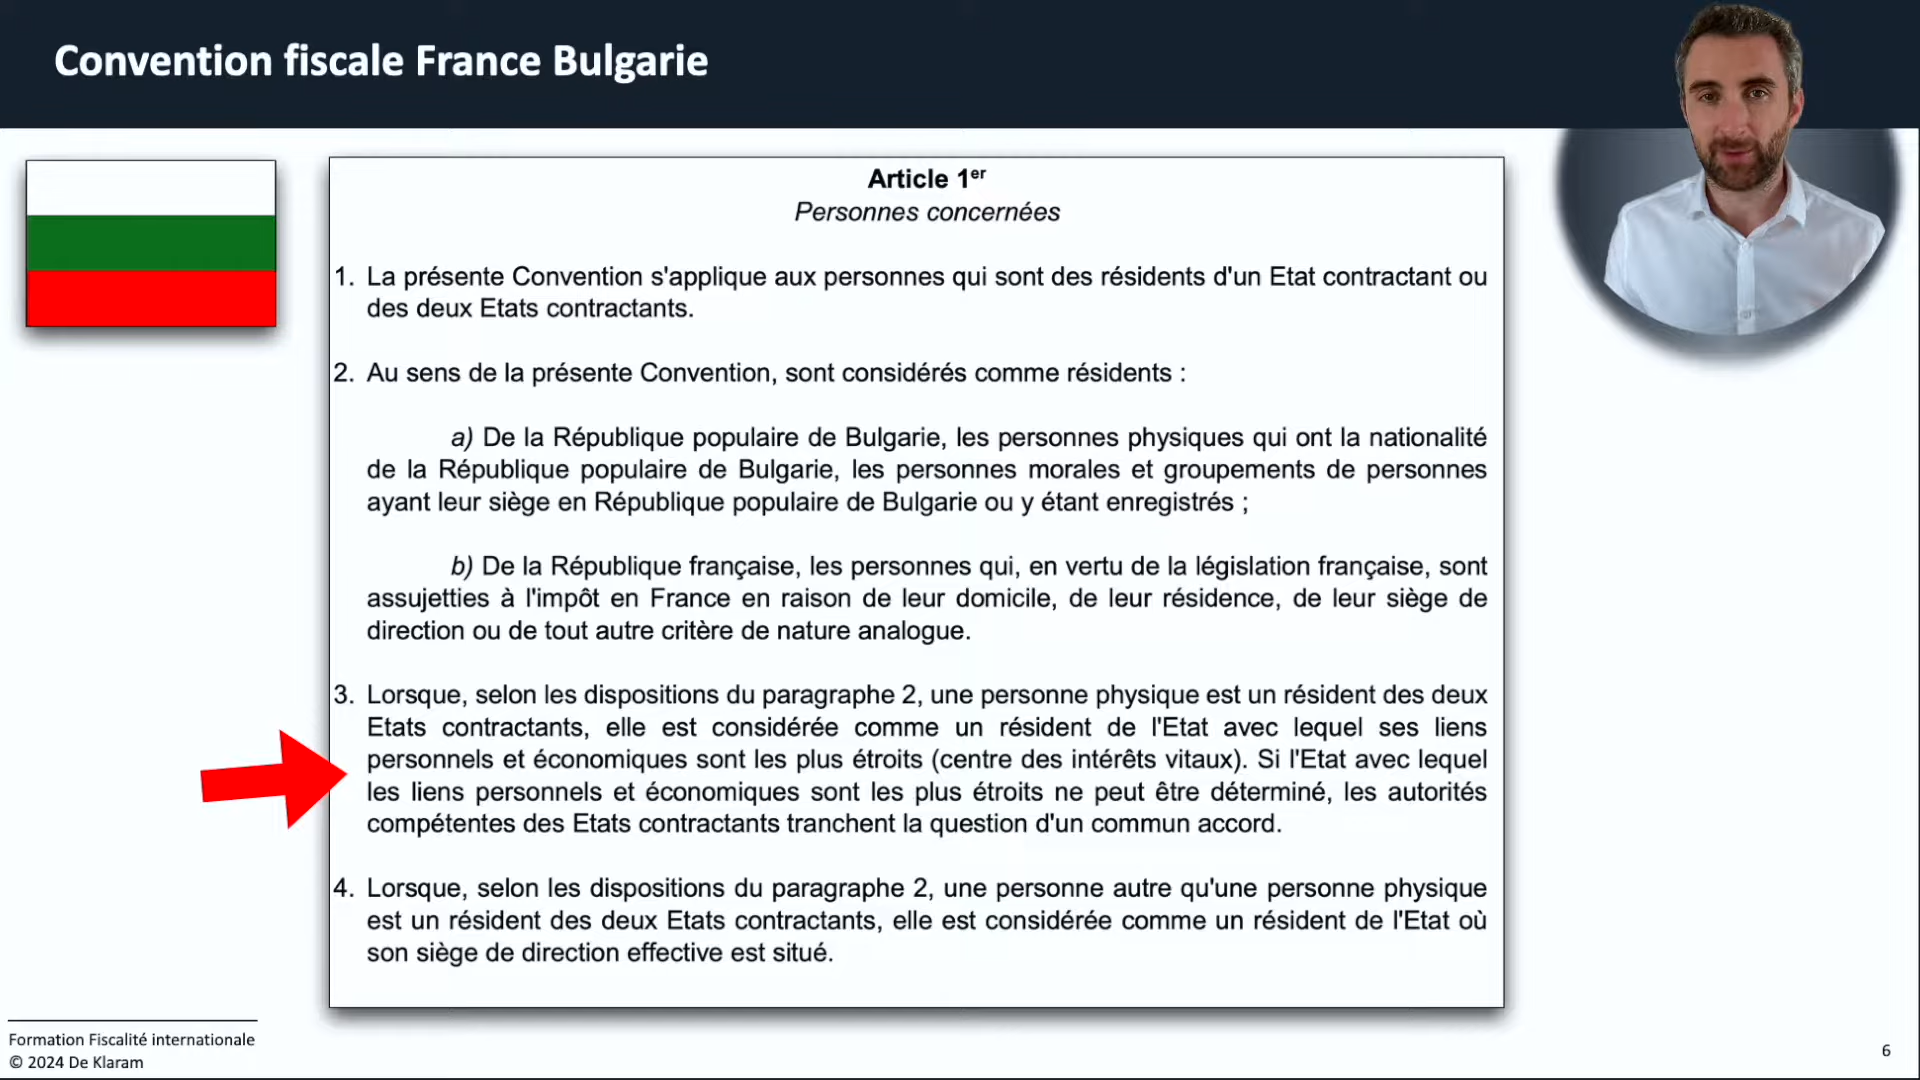 Convention fiscale France Bulgarie
Article 1er
Personnes concernées
1. La présente Convention s'applique aux personnes qui sont des résidents d'un Etat contractant ou
des deux Etats contractants.
2. Au sens de la présente Convention, sont considérés comme résidents :
a) De la République populaire de Bulgarie, les personnes physiques qui ont la nationalité
de la République populaire de Bulgarie, les personnes morales et groupements de personnes
ayant leur siège en République populaire de Bulgarie ou y étant enregistrés ;
b) De la République française, les personnes qui, en vertu de la législation française, sont
assujetties à l'impôt en France en raison de leur domicile, de leur résidence, de leur siège de
direction ou de tout autre critère de nature analogue.
3. Lorsque, selon les dispositions du paragraphe 2, une personne physique est un résident des deux
Etats contractants, elle est considérée comme un résident de l'Etat avec lequel ses liens
personnels et économiques sont les plus étroits (centre des intérêts vitaux). Si l'Etat avec lequel
les liens personnels et économiques sont les plus étroits ne peut être déterminé, les autorités
compétentes des Etats contractants tranchent la question d'un commun accord.
4. Lorsque, selon les dispositions du paragraphe 2, une personne autre qu'une personne physique
est un résident des deux Etats contractants, elle est considérée comme un résident de l'Etat où
son siège de direction effective est situé.
Formation Fiscalité internationale
© 2024 De Klaram
6